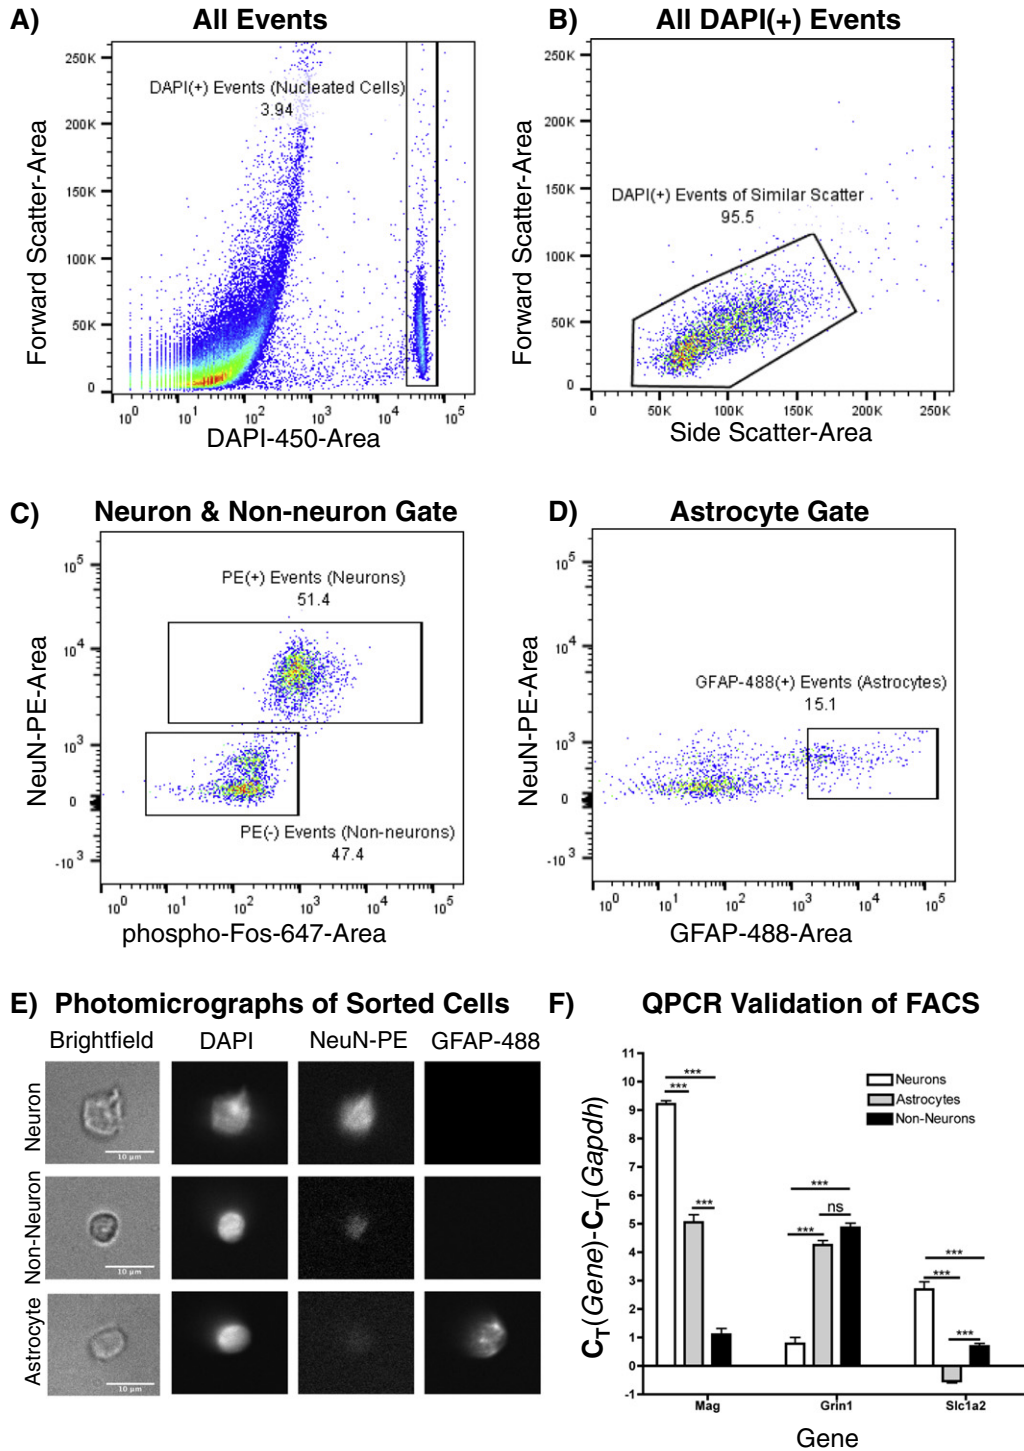 A) All Events
250K
200K
150K
100K
50K
0
Forward Scatter-Area
DAPI(+) Events (Nucleated Cells)
3.94
10^0 10^1 10^2 10^3 10^4 10^5
DAPI-450-Area
B) All DAPI(+) Events
250K
200K
150K
100K
50K
0
Forward Scatter-Area
DAPI(+) Events of Similar Scatter
95.5
0 50K 100K 150K 200K 250K
Side Scatter-Area
C) Neuron & Non-neuron Gate
10^5
10^4
10^3
0
-10^3
NeuN-PE-Area
PE(+) Events (Neurons)
51.4
PE(-) Events (Non-neurons)
47.4
10^0 10^1 10^2 10^3 10^4 10^5
phospho-Fos-647-Area
D) Astrocyte Gate
10^5
10^4
10^3
0
-10^3
NeuN-PE-Area
GFAP-488(+) Events (Astrocytes)
15.1
10^0 10^1 10^2 10^3 10^4 10^5
GFAP-488-Area
E) Photomicrographs of Sorted Cells
Brightfield DAPI NeuN-PE GFAP-488
Neuron
10 µm
Non-Neuron
10 µm
Astrocyte
10 µm
F) QPCR Validation of FACS
11
10
9
8
7
6
5
4
3
2
1
0
-1
CT(Gene)-CT(Gapdh)
Neurons
Astrocytes
Non-Neurons
***
***
***
***
ns
***
***
***
***
Mag Grin1 Slc1a2
Gene